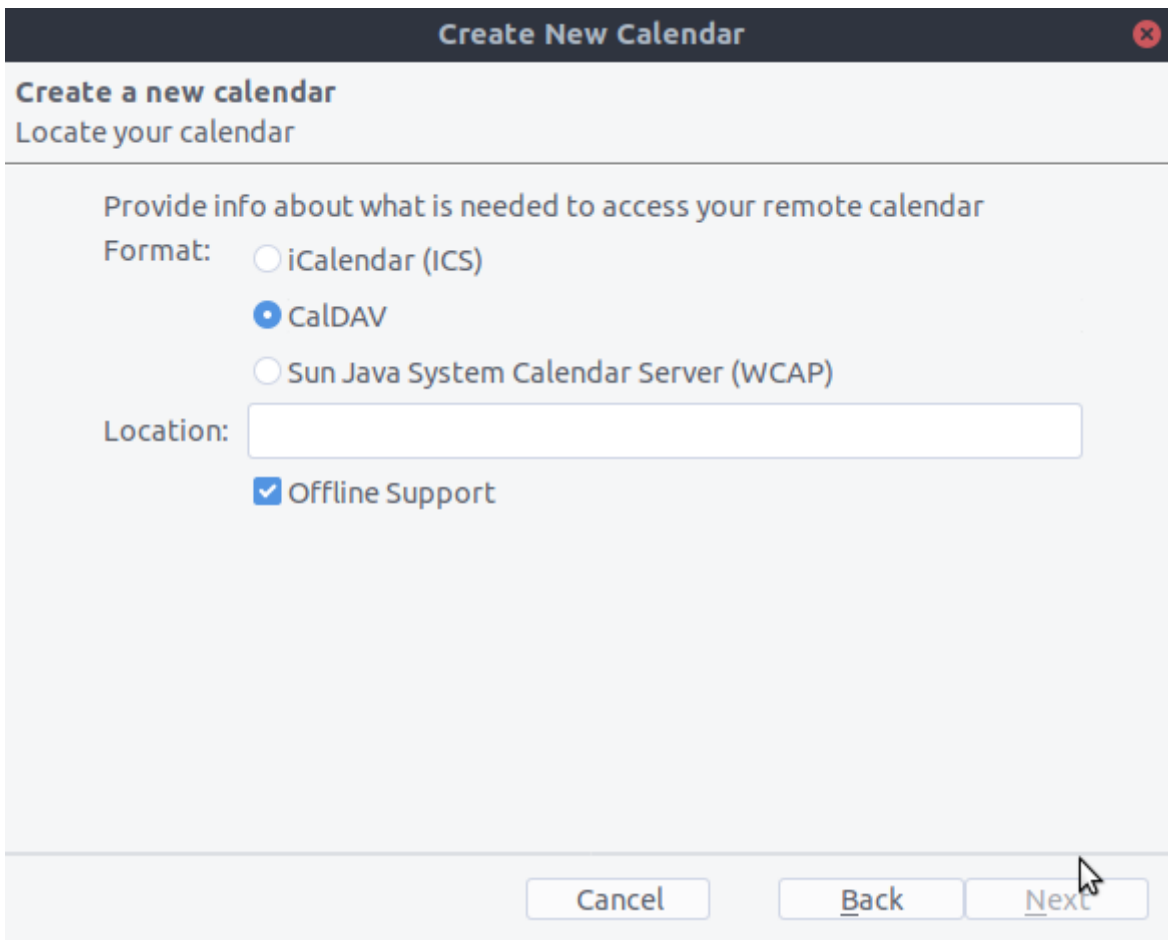 Create New Calendar
Create a new calendar
Locate your calendar
Provide info about what is needed to access your remote calendar
Format:
iCalendar (ICS)
CalDAV
Sun Java System Calendar Server (WCAP)
Location:
Offline Support
Cancel
Back
Next